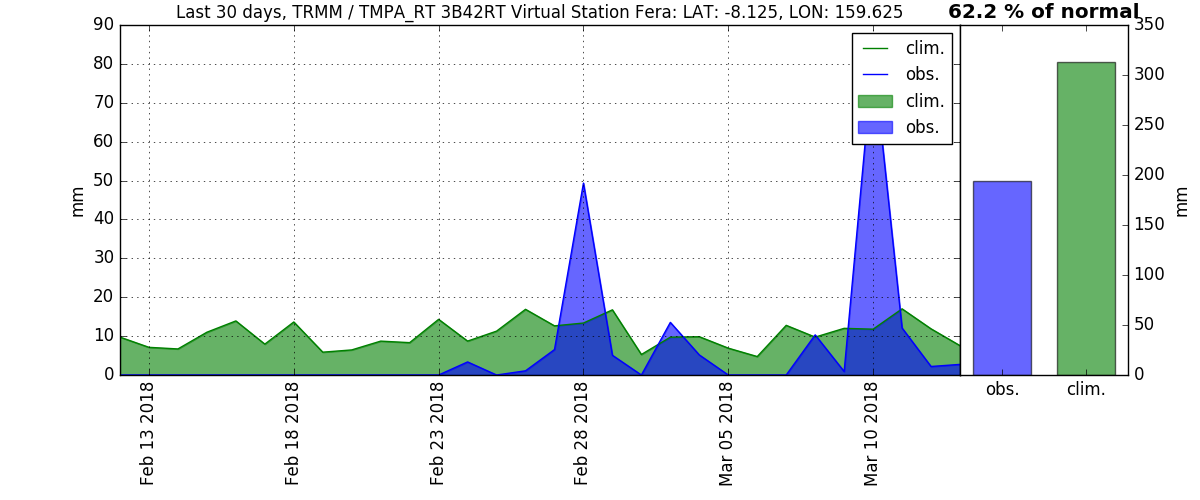 Last 30 days, TRMM / TMPA_RT 3B42RT Virtual Station Fera: LAT: -8.125, LON: 159.625
62.2 % of normal
90
80
70
60
50
40
30
20
10
0
mm
clim.
obs.
clim.
obs.
Feb 13 2018
Feb 18 2018
Feb 23 2018
Feb 28 2018
Mar 05 2018
Mar 10 2018
350
300
250
200
150
100
50
0
mm
obs.
clim.